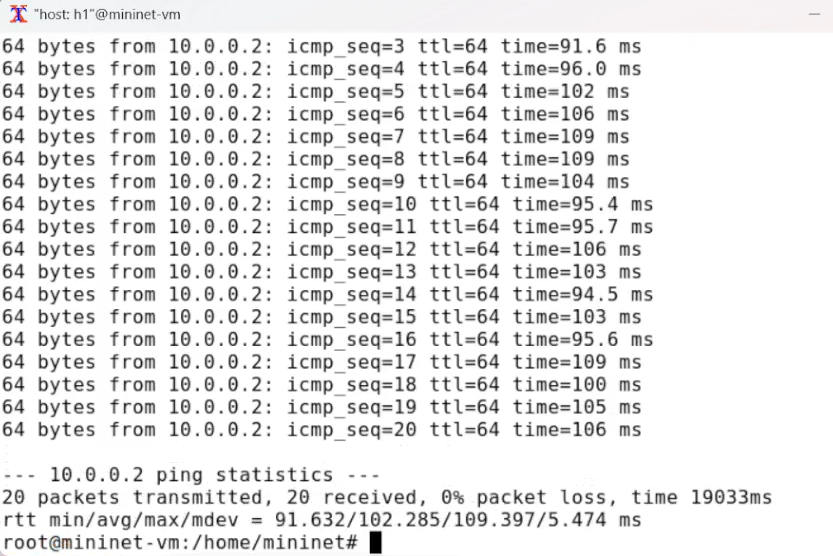 "host: h1"@mininet-vm
64 bytes from 10.0.0.2: icmp_seq=3 ttl=64 time=91.6 ms
64 bytes from 10.0.0.2: icmp_seq=4 ttl=64 time=96.0 ms
64 bytes from 10.0.0.2: icmp_seq=5 ttl=64 time=102 ms
64 bytes from 10.0.0.2: icmp_seq=6 ttl=64 time=106 ms
64 bytes from 10.0.0.2: icmp_seq=7 ttl=64 time=109 ms
64 bytes from 10.0.0.2: icmp_seq=8 ttl=64 time=109 ms
64 bytes from 10.0.0.2: icmp_seq=9 ttl=64 time=104 ms
64 bytes from 10.0.0.2: icmp_seq=10 ttl=64 time=95.4 ms
64 bytes from 10.0.0.2: icmp_seq=11 ttl=64 time=95.7 ms
64 bytes from 10.0.0.2: icmp_seq=12 ttl=64 time=106 ms
64 bytes from 10.0.0.2: icmp_seq=13 ttl=64 time=103 ms
64 bytes from 10.0.0.2: icmp_seq=14 ttl=64 time=94.5 ms
64 bytes from 10.0.0.2: icmp_seq=15 ttl=64 time=103 ms
64 bytes from 10.0.0.2: icmp_seq=16 ttl=64 time=95.6 ms
64 bytes from 10.0.0.2: icmp_seq=17 ttl=64 time=109 ms
64 bytes from 10.0.0.2: icmp_seq=18 ttl=64 time=100 ms
64 bytes from 10.0.0.2: icmp_seq=19 ttl=64 time=105 ms
64 bytes from 10.0.0.2: icmp_seq=20 ttl=64 time=106 ms
--- 10.0.0.2 ping statistics ---
20 packets transmitted, 20 received, 0% packet loss, time 19033ms
rtt min/avg/max/mdev = 91.632/102.285/109.397/5.474 ms
root@mininet-vm:/home/mininet#